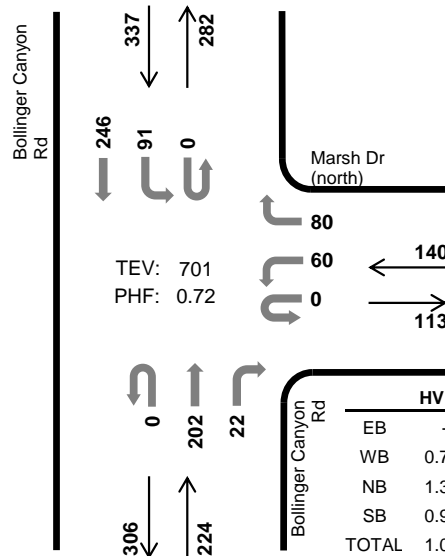 337
282
Bollinger Canyon
Rd
246
91
0
Marsh Dr
(north)
80
TEV: 701
60
140
PHF: 0.72
0
113
0
202
22
Bollinger Canyon
Rd
HV
EB -
WB 0.7
NB 1.3
SB 0.9
TOTAL 1.0
306
224